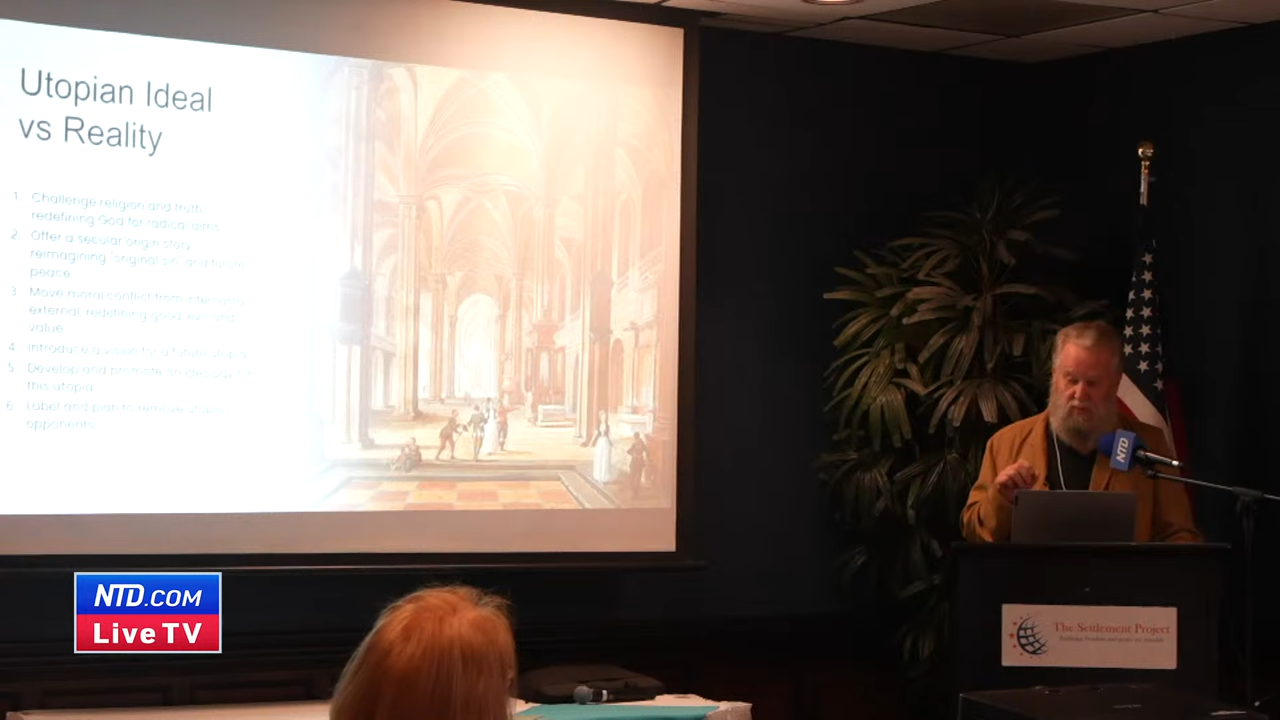 Utopian Ideal
vs Reality
1. Challenge religion and truth,
redefining God for radical aims
2. Offer a secular origin story,
reimagining "original sin" and future
peace
3. Move moral conflict from internal to
external, redefining good, evil, and
value
4. Introduce a vision for a future utopia
5. Develop and promote an ideology for
this utopia
6. Label and plan to remove
opponents
NTD
NTD.COM
Live TV
The Settlement Project